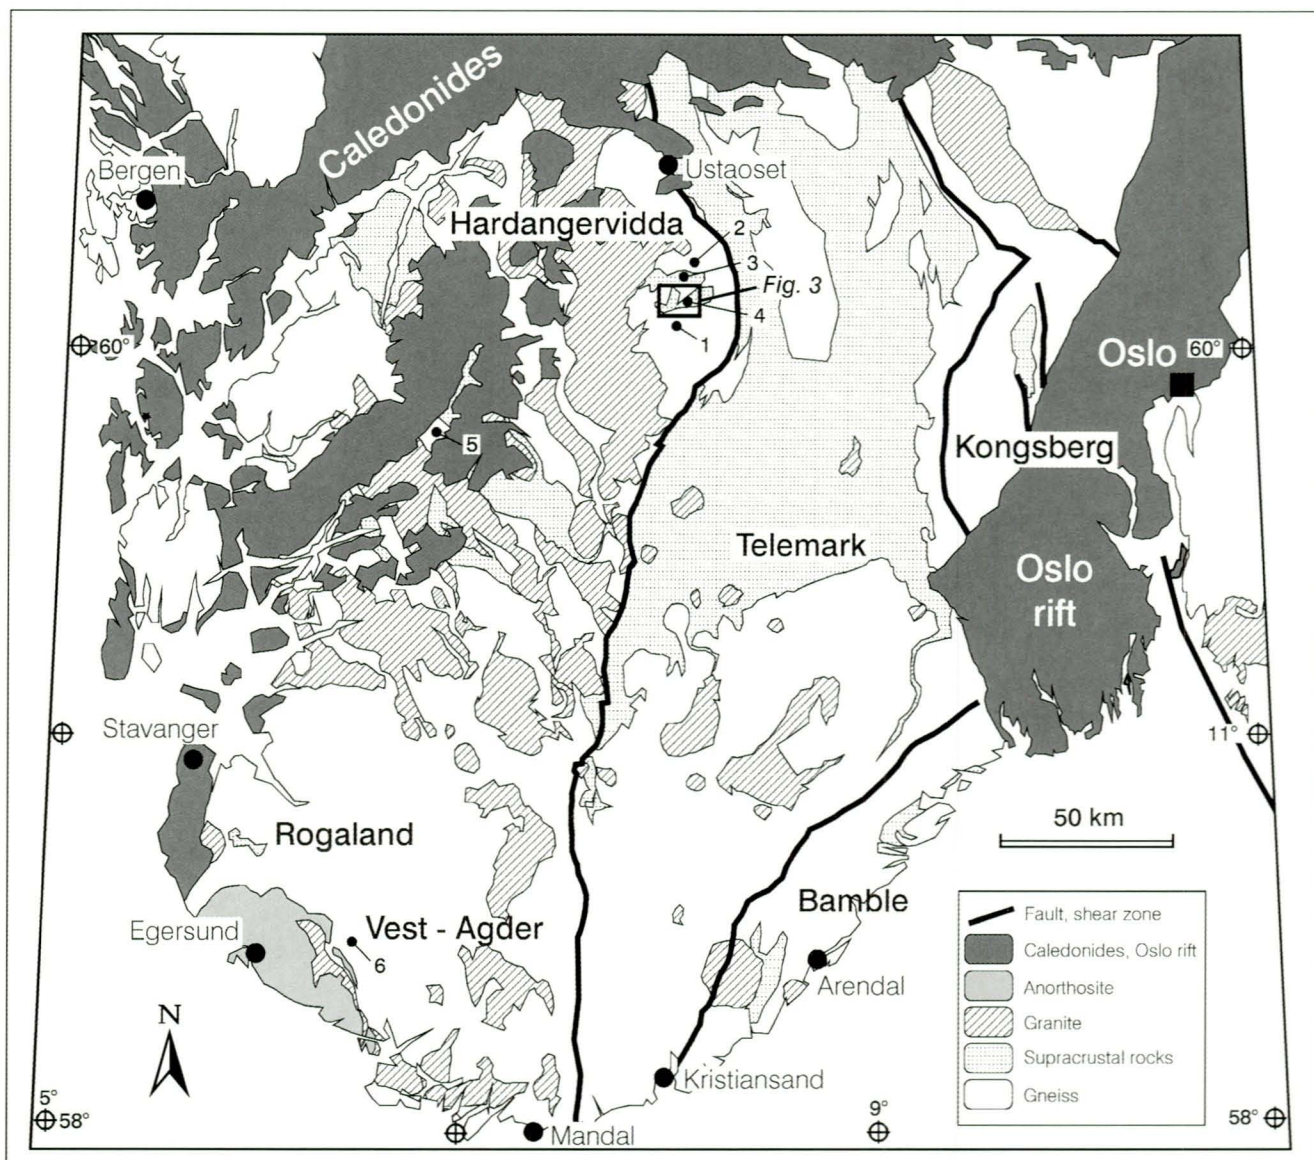 Caledonides
Bergen
Ustaoset
Hardangervidda
2
3
Fig. 3
4
1
60°
Oslo
60°
5
Kongsberg
Telemark
Oslo
rift
Stavanger
11°
50 km
Rogaland
Bamble
Vest - Agder
Egersund
6
Arendal
Fault, shear zone
Caledonides, Oslo rift
Anorthosite
Granite
Supracrustal rocks
Gneiss
N
Kristiansand
5°
58°
9°
58°
Mandal